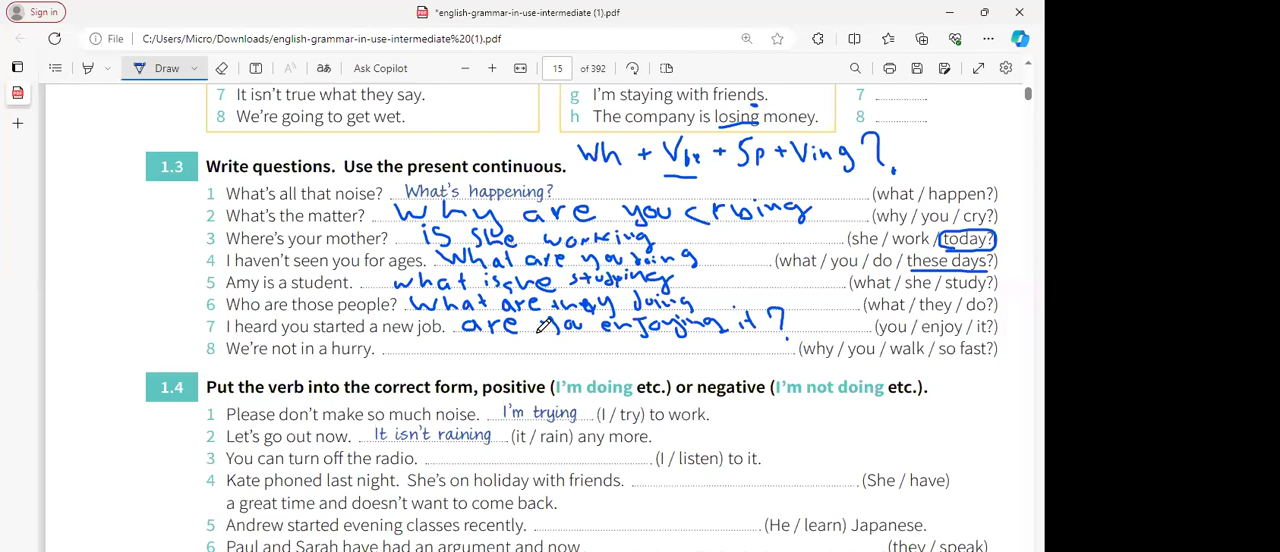 Sign in
*english-grammar-in-use-intermediate (1).pdf
File C:/Users/Micro/Downloads/english-grammar-in-use-intermediate%20(1).pdf
Draw Ask Copilot 15 of 392
7 It isn't true what they say. g I'm staying with friends. 7
8 We're going to get wet. h The company is losing money. 8
Wh + Vbe + Sp + Ving ?
1.3 Write questions. Use the present continuous.
1 What's all that noise? What's happening? (what / happen?)
2 What's the matter? Why are you crying (why / you / cry?)
3 Where's your mother? is she working (she / work / today?)
4 I haven't seen you for ages. What are you doing (what / you / do / these days?)
5 Amy is a student. what is she studying (what / she / study?)
6 Who are those people? what are they doing (what / they / do?)
7 I heard you started a new job. are you enjoying it? (you / enjoy / it?)
8 We're not in a hurry. (why / you / walk / so fast?)
1.4 Put the verb into the correct form, positive (I'm doing etc.) or negative (I'm not doing etc.).
1 Please don't make so much noise. I'm trying (I / try) to work.
2 Let's go out now. It isn't raining (it / rain) any more.
3 You can turn off the radio. (I / listen) to it.
4 Kate phoned last night. She's on holiday with friends. (She / have)
a great time and doesn't want to come back.
5 Andrew started evening classes recently. (He / learn) Japanese.
6 Paul and Sarah have had an argument and now (they / speak)